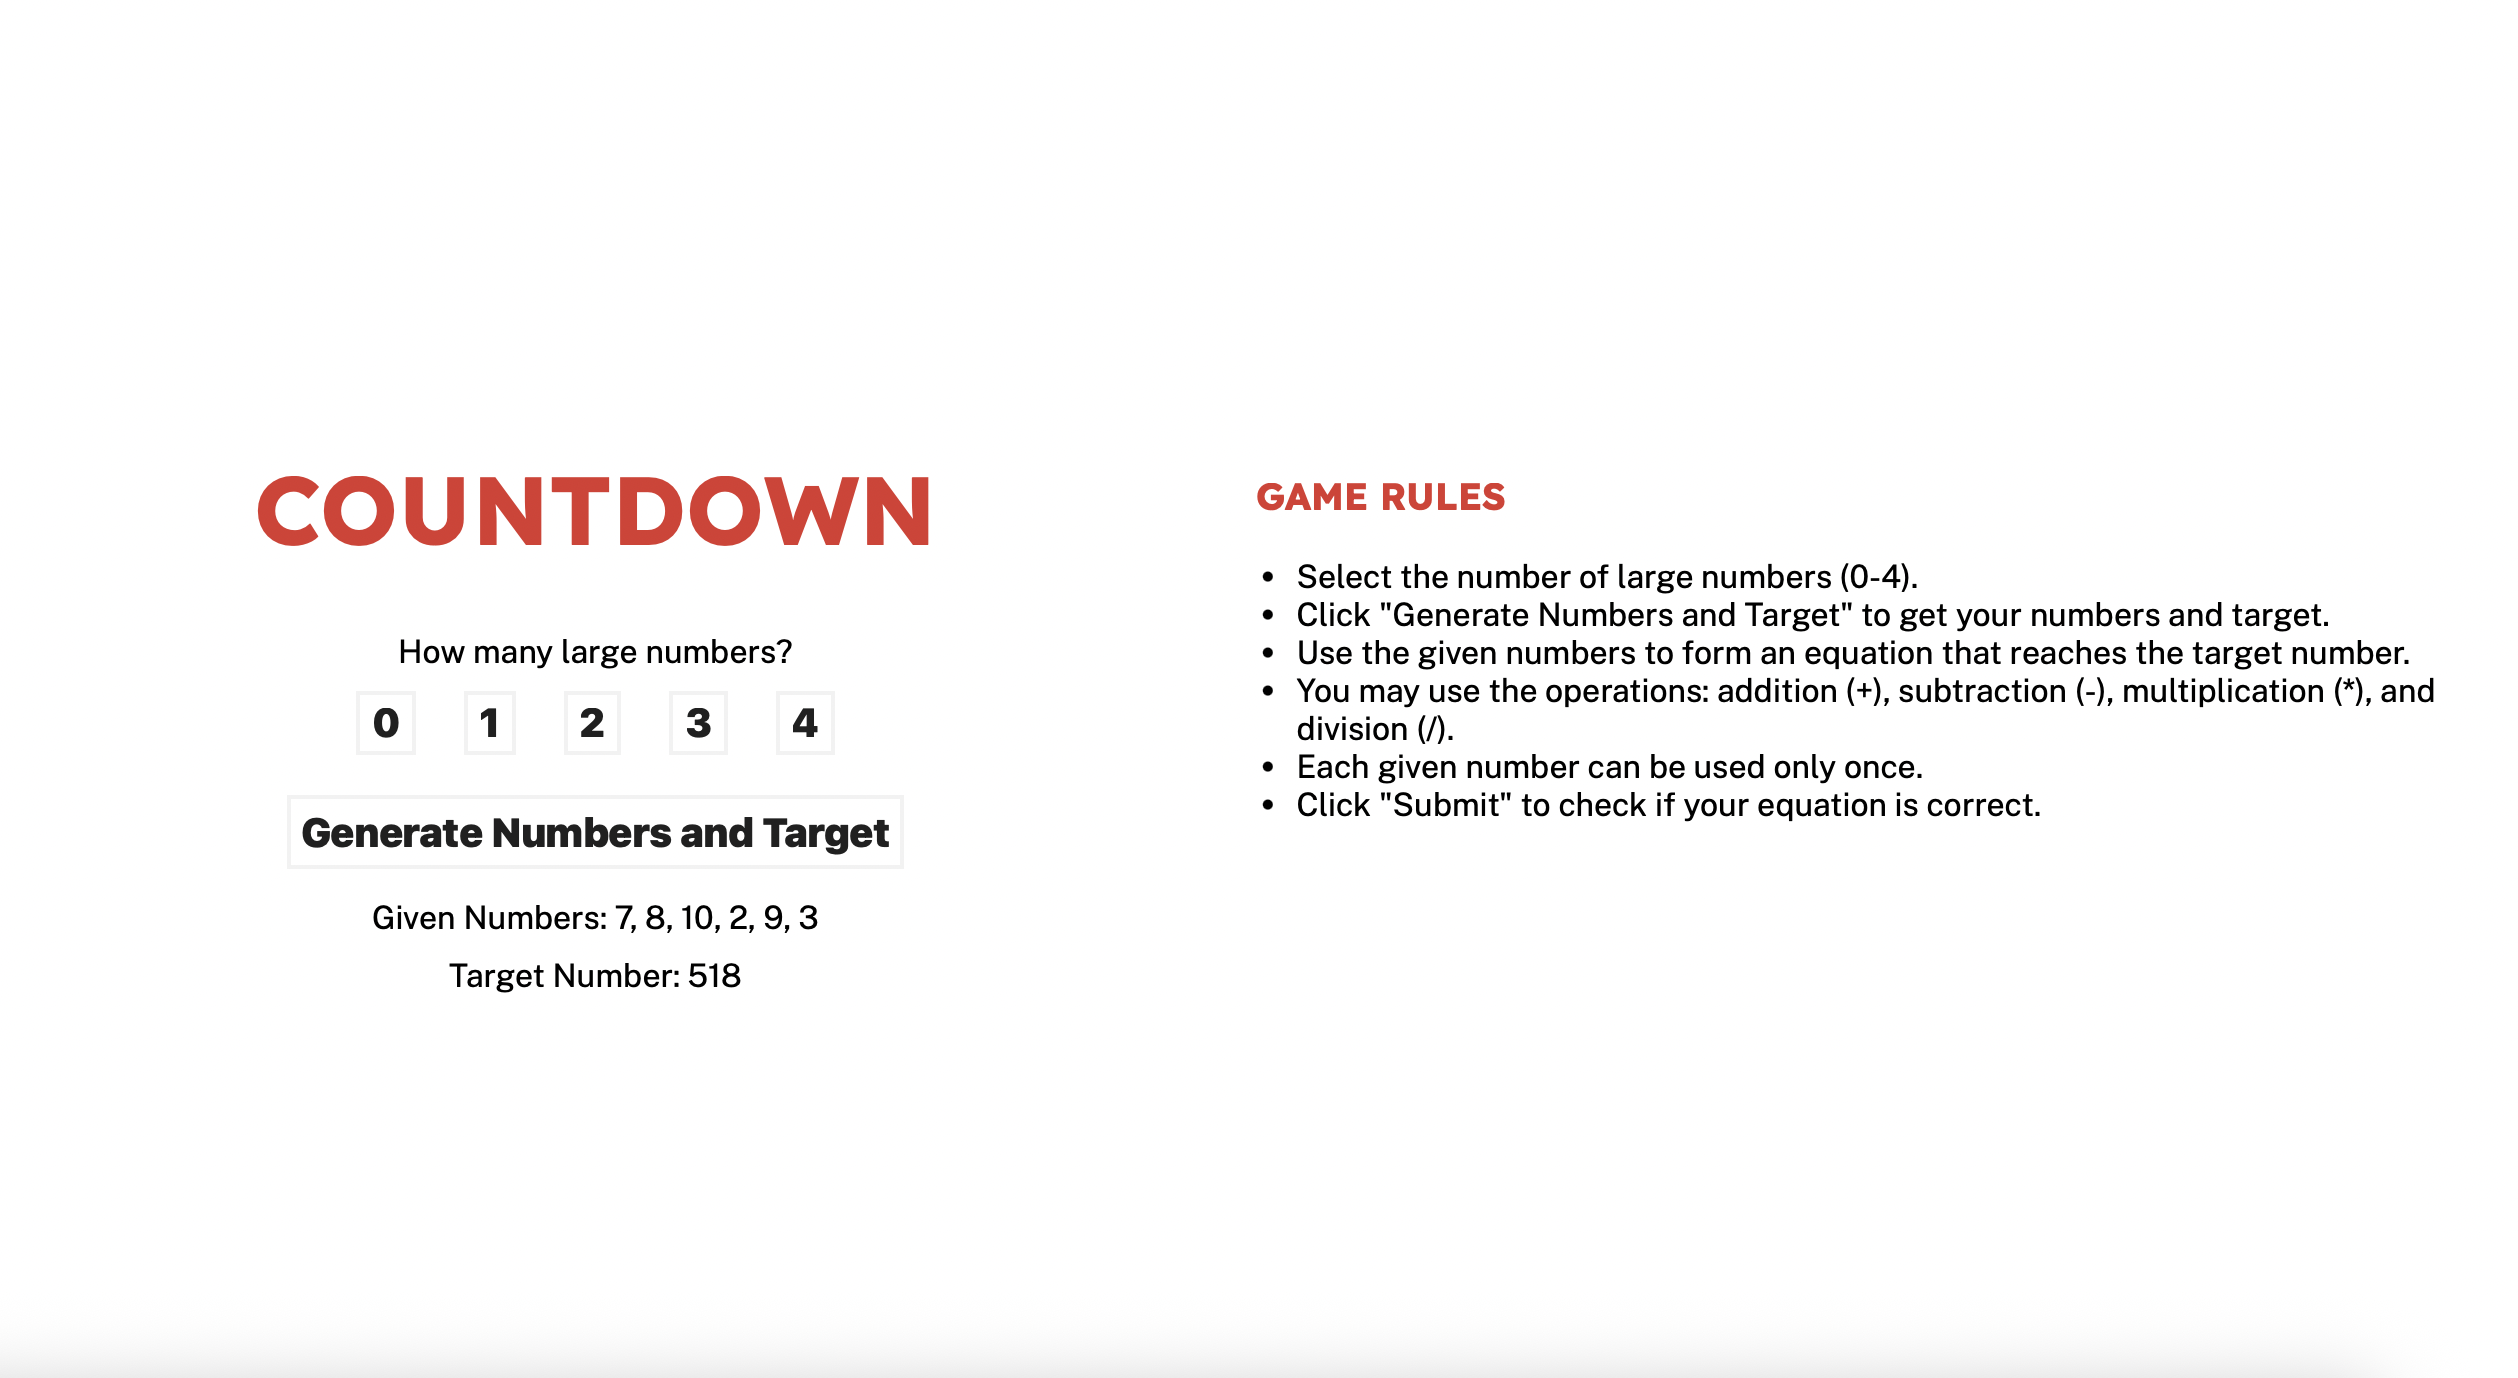 COUNTDOWN
How many large numbers?
0 1 2 3 4
Generate Numbers and Target
Given Numbers: 7, 8, 10, 2, 9, 3
Target Number: 518
GAME RULES
• Select the number of large numbers (0-4).
• Click "Generate Numbers and Target" to get your numbers and target.
• Use the given numbers to form an equation that reaches the target number.
• You may use the operations: addition (+), subtraction (-), multiplication (*), and
division (/).
• Each given number can be used only once.
• Click "Submit" to check if your equation is correct.